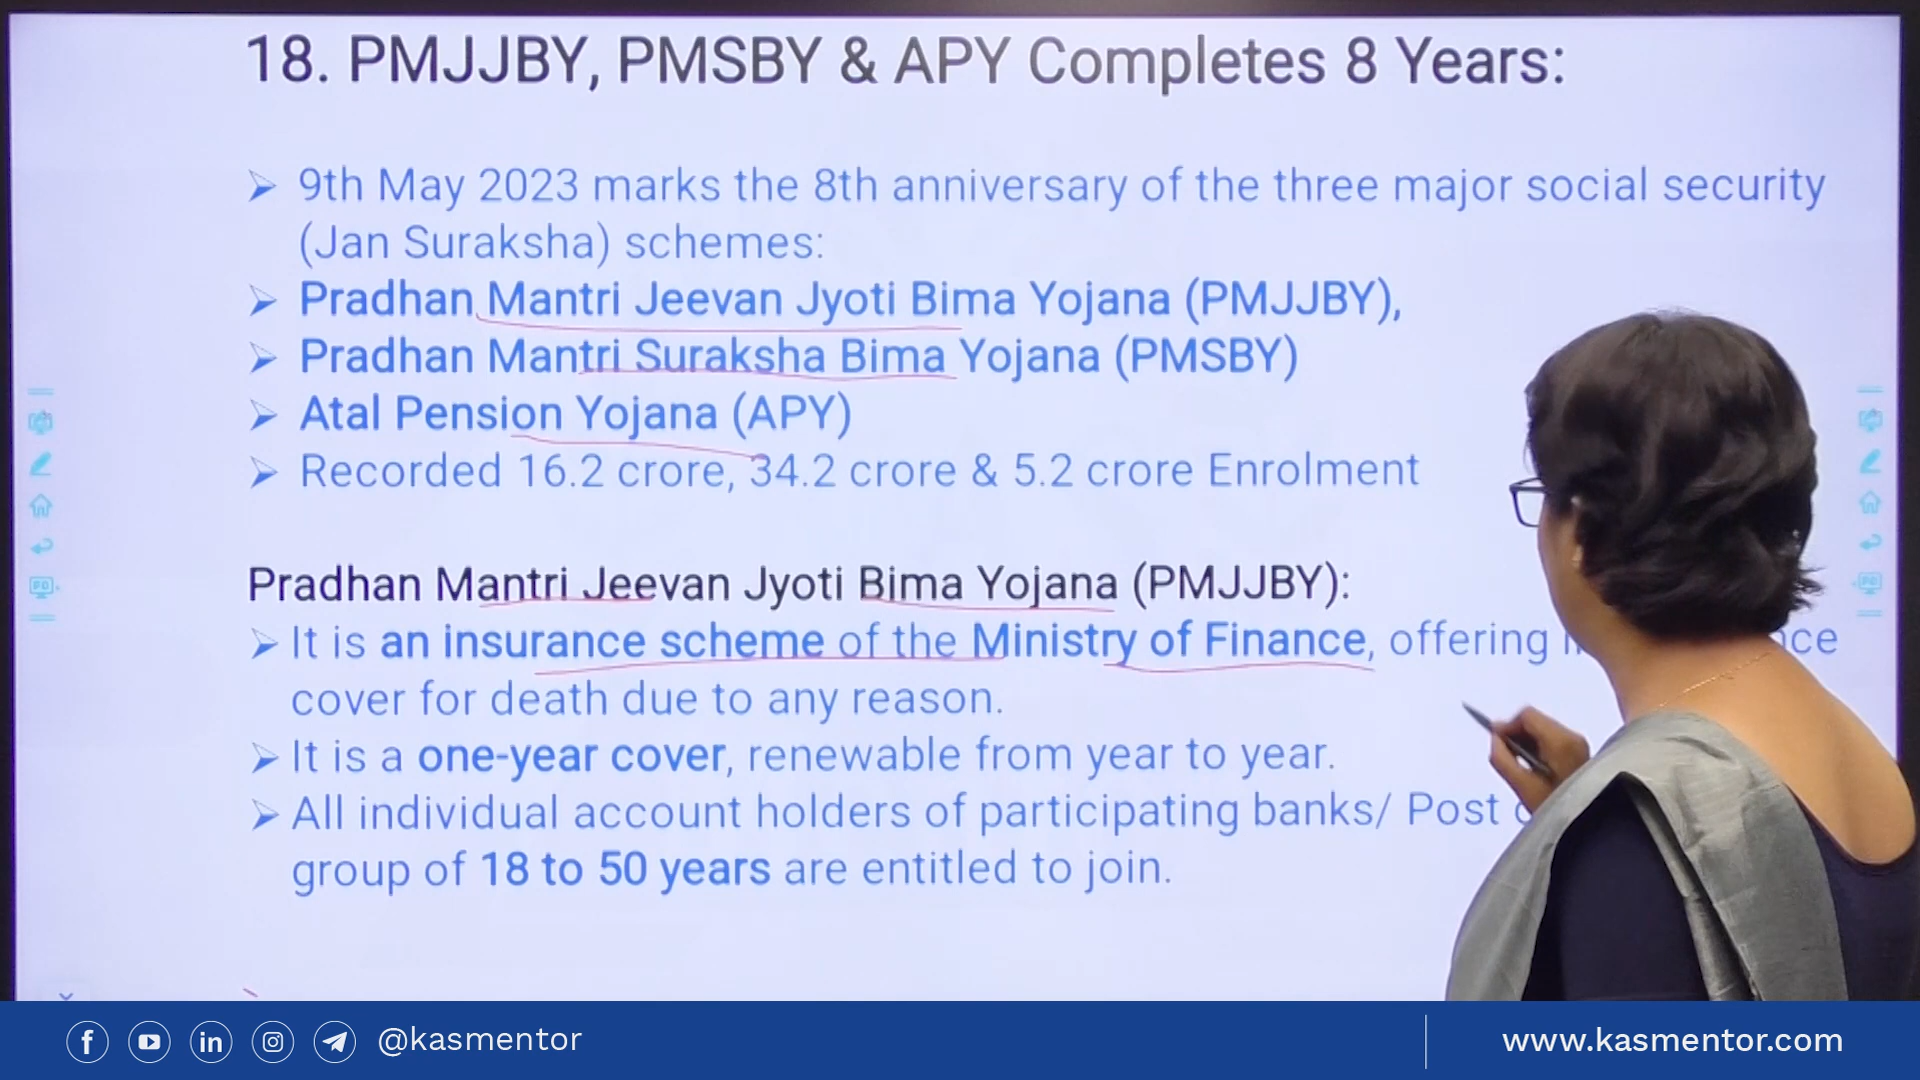 18. PMJJBY, PMSBY & APY Completes 8 Years:
➢ 9th May 2023 marks the 8th anniversary of the three major social security
(Jan Suraksha) schemes:
➢ Pradhan Mantri Jeevan Jyoti Bima Yojana (PMJJBY),
➢ Pradhan Mantri Suraksha Bima Yojana (PMSBY)
➢ Atal Pension Yojana (APY)
➢ Recorded 16.2 crore, 34.2 crore & 5.2 crore Enrolment
Pradhan Mantri Jeevan Jyoti Bima Yojana (PMJJBY):
➢ It is an insurance scheme of the Ministry of Finance, offering
cover for death due to any reason.
➢ It is a one-year cover, renewable from year to year.
➢ All individual account holders of participating banks/ Post
group of 18 to 50 years are entitled to join.
@kasmentor
www.kasmentor.com